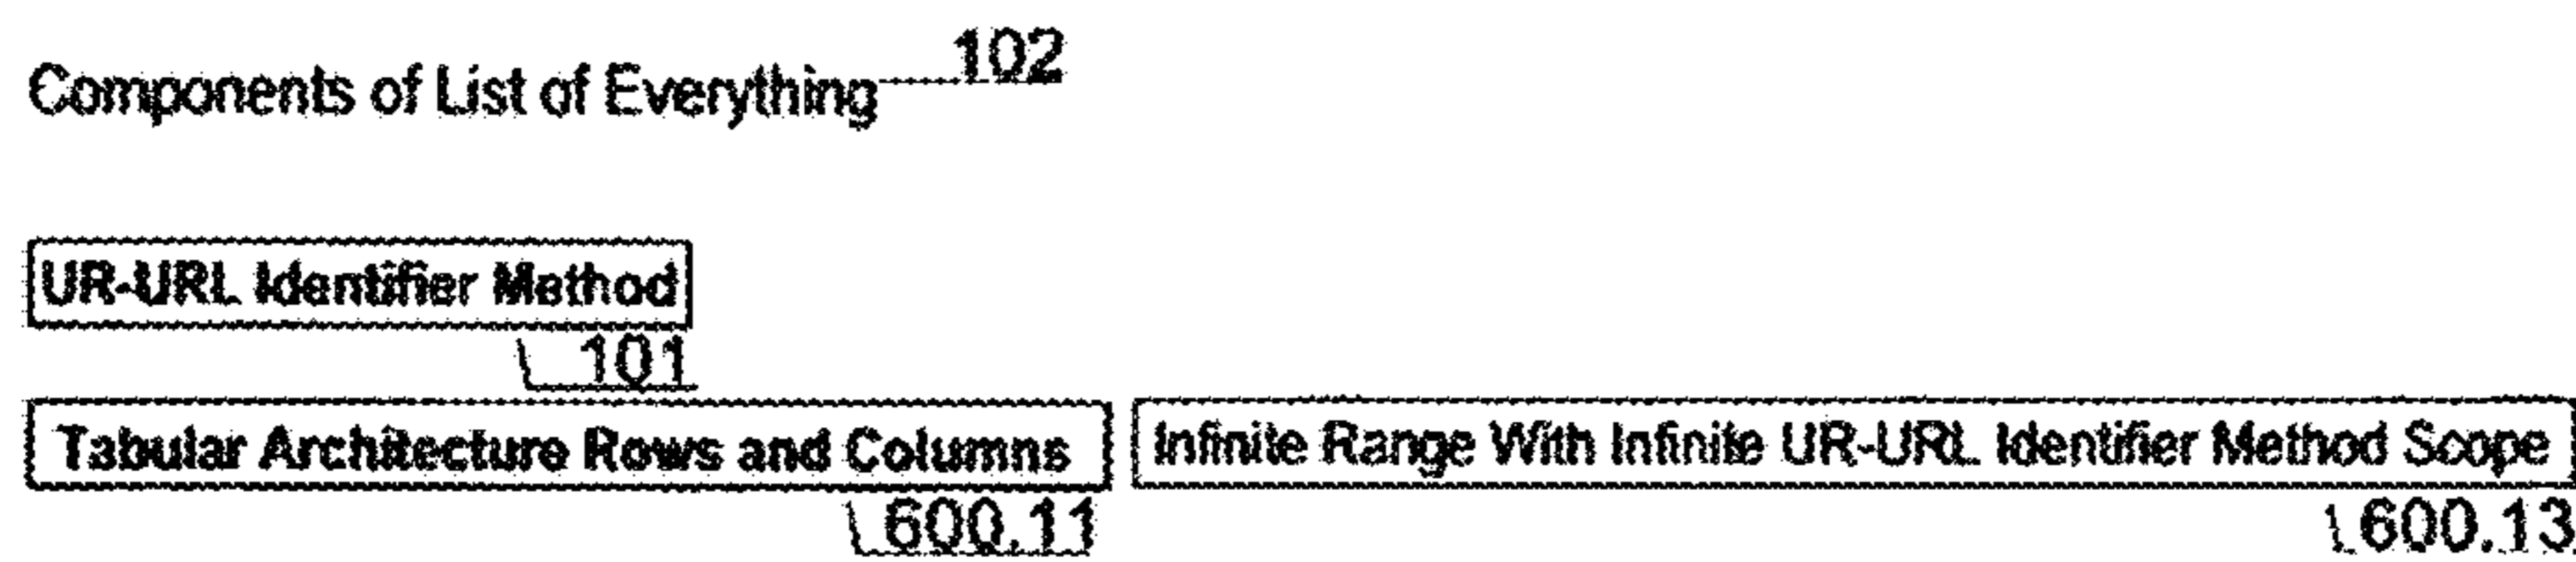 Components of List of Everything 102
UR-URL Identifier Method
101
Tabular Architecture Rows and Columns
Infinite Range With Infinite UR-URL Identifier Method Scope
600.11
600.13